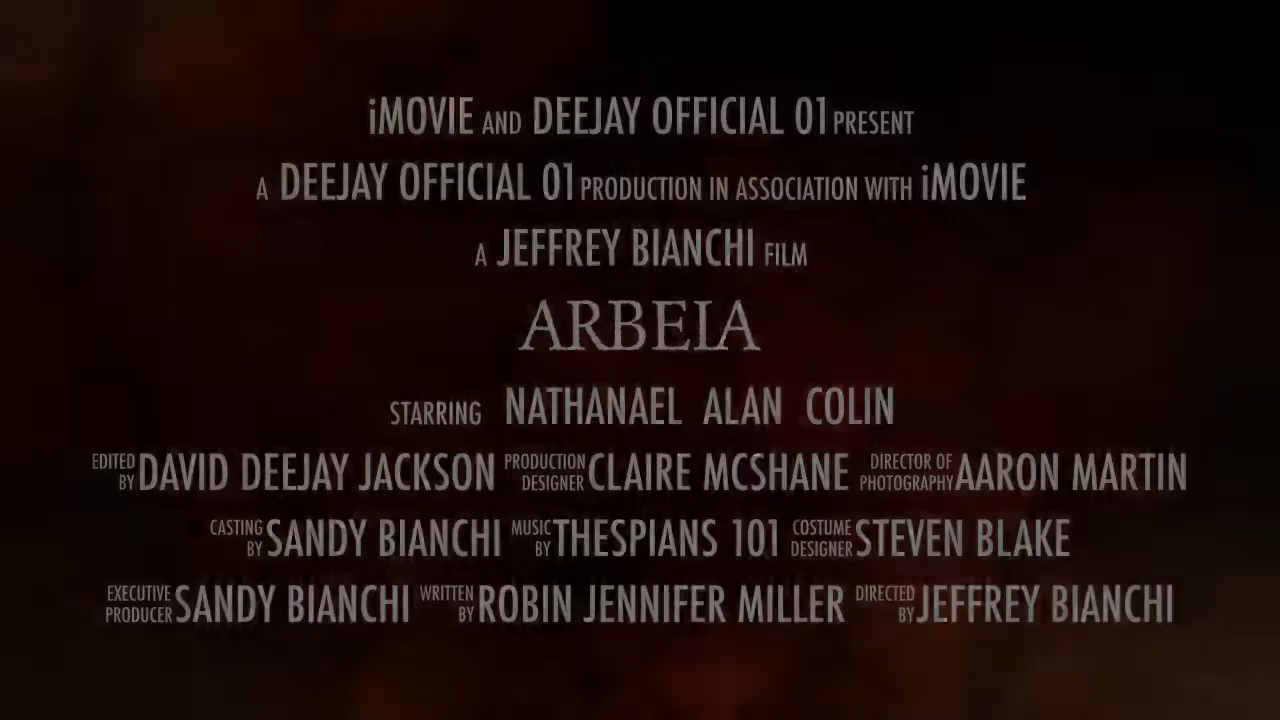 iMOVIE AND DEEJAY OFFICIAL 01 PRESENT
A DEEJAY OFFICIAL 01 PRODUCTION IN ASSOCIATION WITH iMOVIE
A JEFFREY BIANCHI FILM
ARBEIA
STARRING NATHANAEL ALAN COLIN
EDITED BY DAVID DEEJAY JACKSON PRODUCTION DESIGNER CLAIRE MCSHANE DIRECTOR OF PHOTOGRAPHY AARON MARTIN
CASTING BY SANDY BIANCHI MUSIC BY THESPIANS 101 COSTUME DESIGNER STEVEN BLAKE
EXECUTIVE PRODUCER SANDY BIANCHI WRITTEN BY ROBIN JENNIFER MILLER DIRECTED BY JEFFREY BIANCHI